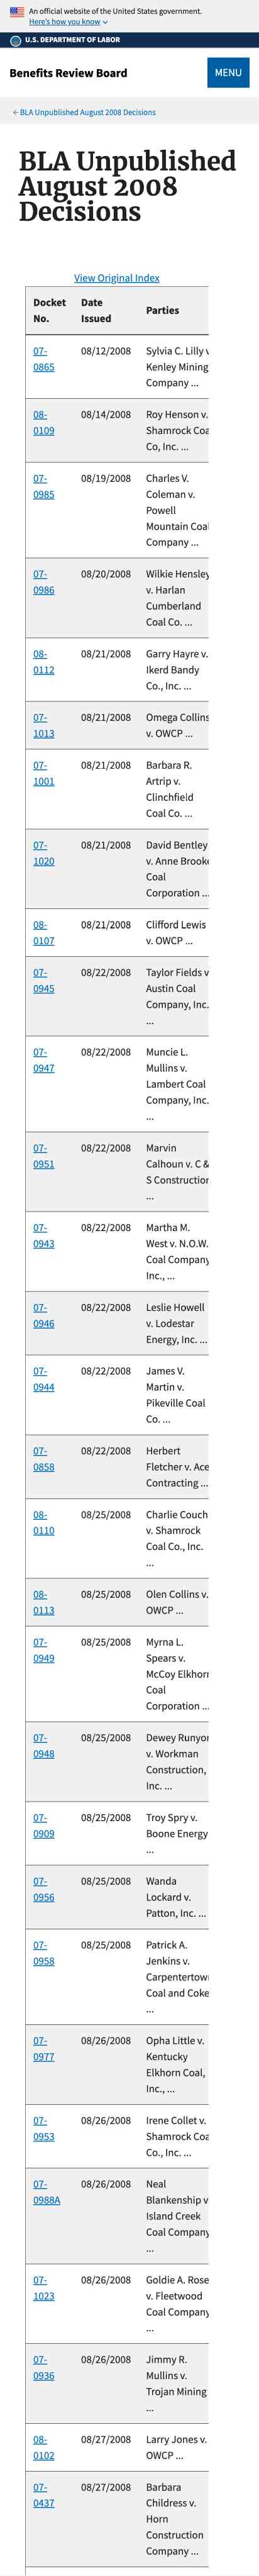 An official website of the United States government.
Here's how you know
U.S. DEPARTMENT OF LABOR
Benefits Review Board
MENU
← BLA Unpublished August 2008 Decisions
BLA Unpublished
August 2008
Decisions
View Original Index
Docket Date
No. Issued Parties
07- 08/12/2008 Sylvia C. Lilly v
0865 Kenley Mining
Company ...
08- 08/14/2008 Roy Henson v.
0109 Shamrock Coa
Co, Inc. ...
07- 08/19/2008 Charles V.
0985 Coleman v.
Powell
Mountain Coal
Company ...
07- 08/20/2008 Wilkie Hensley
0986 v. Harlan
Cumberland
Coal Co. ...
08- 08/21/2008 Garry Hayre v.
0112 Ikerd Bandy
Co., Inc. ...
07- 08/21/2008 Omega Collins
1013 v. OWCP ...
07- 08/21/2008 Barbara R.
1001 Artrip v.
Clinchfield
Coal Co. ...
07- 08/21/2008 David Bentley
1020 v. Anne Brooke
Coal
Corporation ...
08- 08/21/2008 Clifford Lewis
0107 v. OWCP ...
07- 08/22/2008 Taylor Fields v
0945 Austin Coal
Company, Inc.
...
07- 08/22/2008 Muncie L.
0947 Mullins v.
Lambert Coal
Company, Inc.
...
07- 08/22/2008 Marvin
0951 Calhoun v. C &
S Construction
...
07- 08/22/2008 Martha M.
0943 West v. N.O.W.
Coal Company
Inc., ...
07- 08/22/2008 Leslie Howell
0946 v. Lodestar
Energy, Inc. ...
07- 08/22/2008 James V.
0944 Martin v.
Pikeville Coal
Co. ...
07- 08/22/2008 Herbert
0858 Fletcher v. Ace
Contracting ...
08- 08/25/2008 Charlie Couch
0110 v. Shamrock
Coal Co., Inc.
...
08- 08/25/2008 Olen Collins v.
0113 OWCP ...
07- 08/25/2008 Myrna L.
0949 Spears v.
McCoy Elkhorn
Coal
Corporation ...
07- 08/25/2008 Dewey Runyon
0948 v. Workman
Construction,
Inc. ...
07- 08/25/2008 Troy Spry v.
0909 Boone Energy
...
07- 08/25/2008 Wanda
0956 Lockard v.
Patton, Inc. ...
07- 08/25/2008 Patrick A.
0958 Jenkins v.
Carpentertown
Coal and Coke
...
07- 08/26/2008 Opha Little v.
0977 Kentucky
Elkhorn Coal,
Inc., ...
07- 08/26/2008 Irene Collet v.
0953 Shamrock Coa
Co., Inc. ...
07- 08/26/2008 Neal
0988A Blankenship v
Island Creek
Coal Company
...
07- 08/26/2008 Goldie A. Rose
1023 v. Fleetwood
Coal Company
...
07- 08/26/2008 Jimmy R.
0936 Mullins v.
Trojan Mining
...
08- 08/27/2008 Larry Jones v.
0102 OWCP ...
07- 08/27/2008 Barbara
0437 Childress v.
Horn
Construction
Company ...